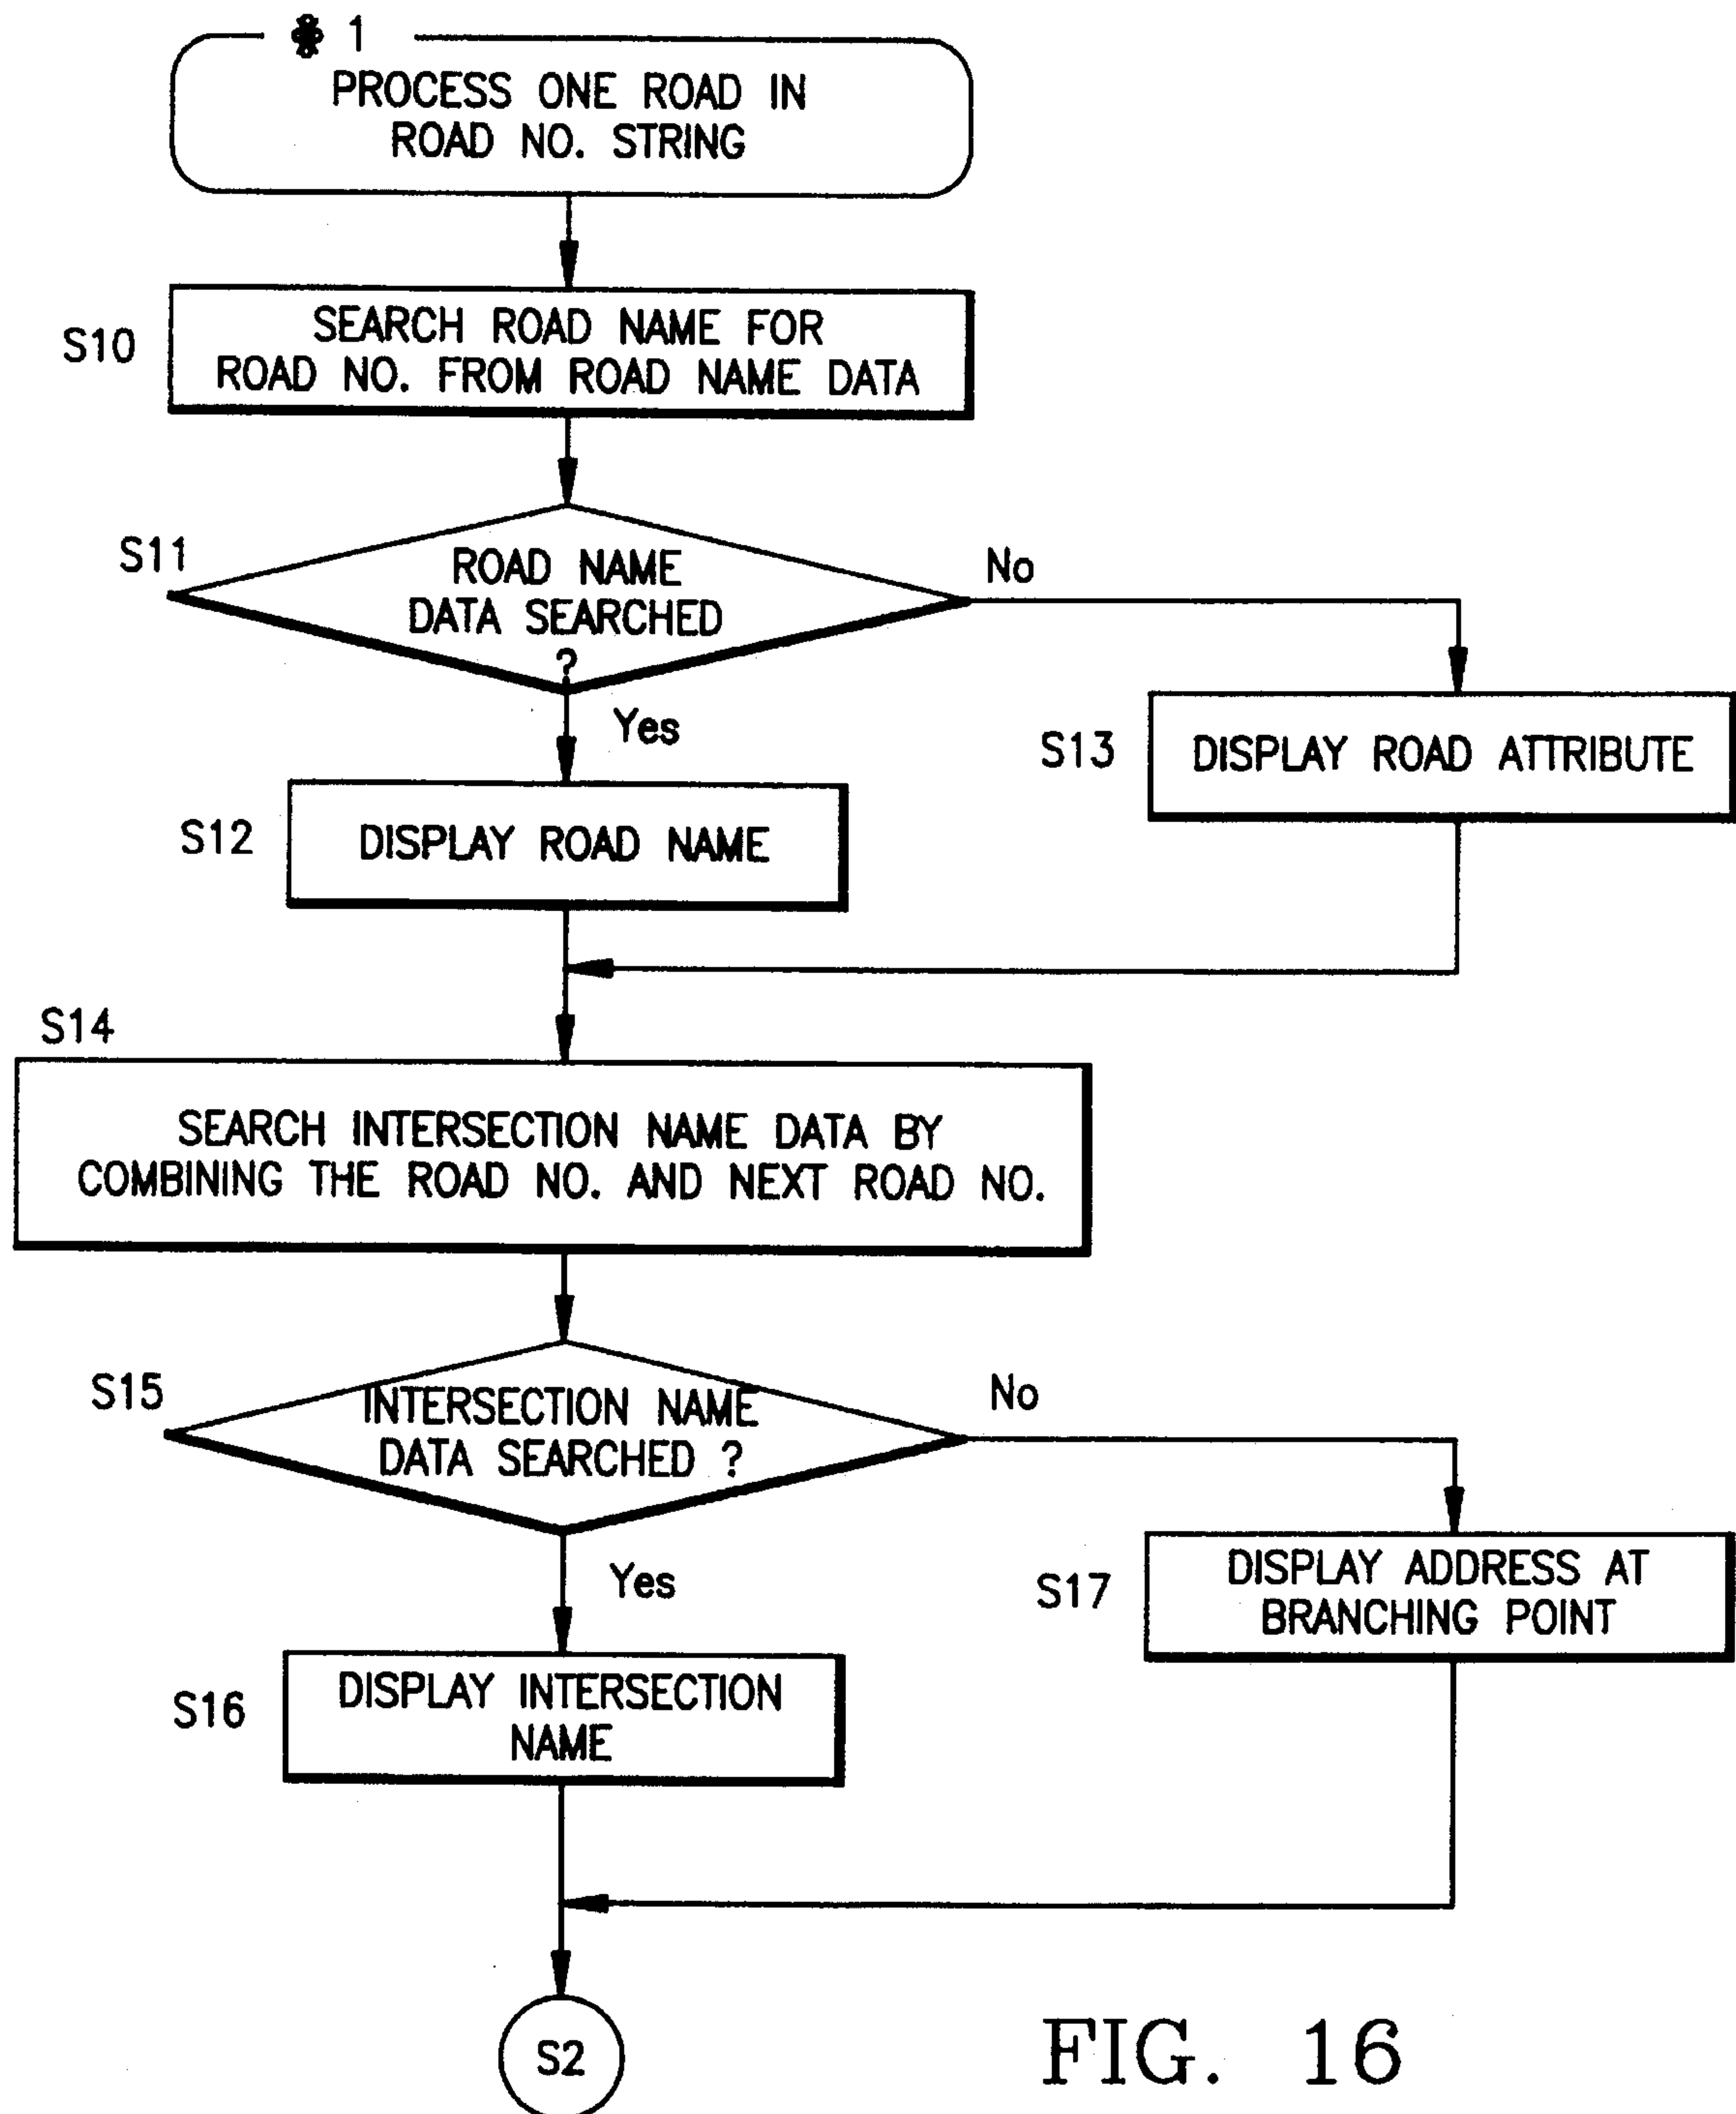 ✽ 1
PROCESS ONE ROAD IN
ROAD NO. STRING
S10
SEARCH ROAD NAME FOR
ROAD NO. FROM ROAD NAME DATA
S11
ROAD NAME
DATA SEARCHED
?
No
Yes
S13
DISPLAY ROAD ATTRIBUTE
S12
DISPLAY ROAD NAME
S14
SEARCH INTERSECTION NAME DATA BY
COMBINING THE ROAD NO. AND NEXT ROAD NO.
S15
INTERSECTION NAME
DATA SEARCHED ?
No
Yes
S17
DISPLAY ADDRESS AT
BRANCHING POINT
S16
DISPLAY INTERSECTION
NAME
S2
FIG. 16